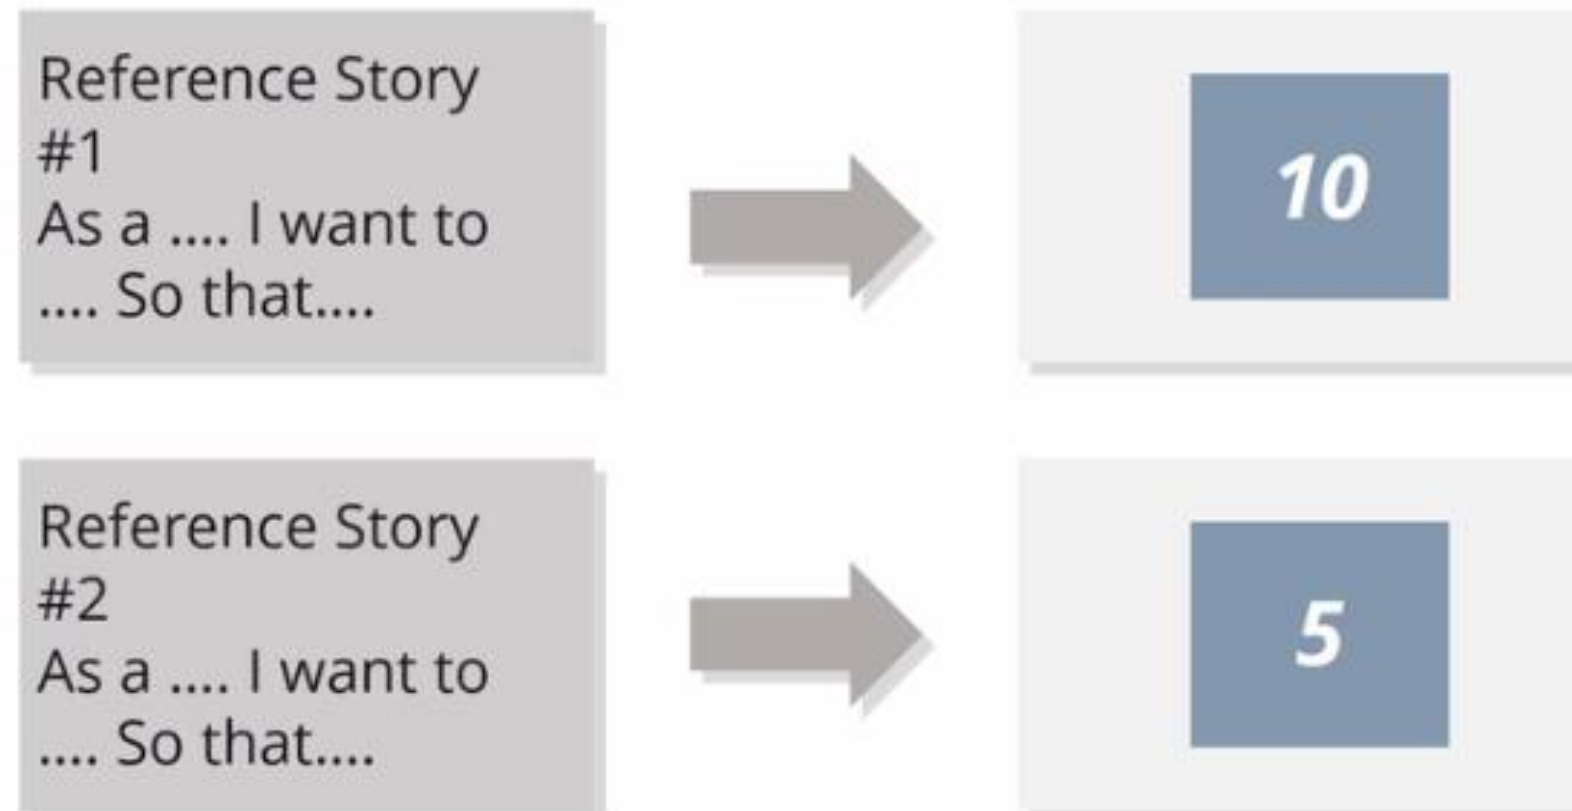 Reference Story
#1
As a .... I want to
.... So that....
10
Reference Story
#2
As a .... I want to
.... So that....
5